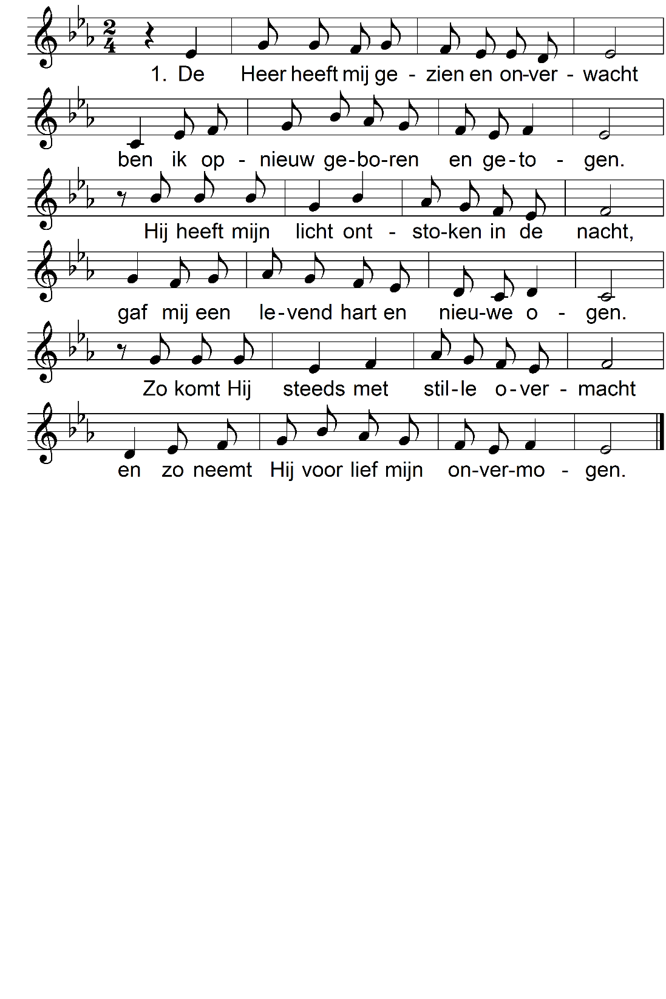 1. De Heer heeft mij ge - zien en on-ver - wacht
ben ik op - nieuw ge-bo-ren en ge-to - gen.
Hij heeft mijn licht ont - sto-ken in de nacht,
gaf mij een le-vend hart en nieu-we o - gen.
Zo komt Hij steeds met stil-le o-ver - macht
en zo neemt Hij voor lief mijn on-ver-mo - gen.